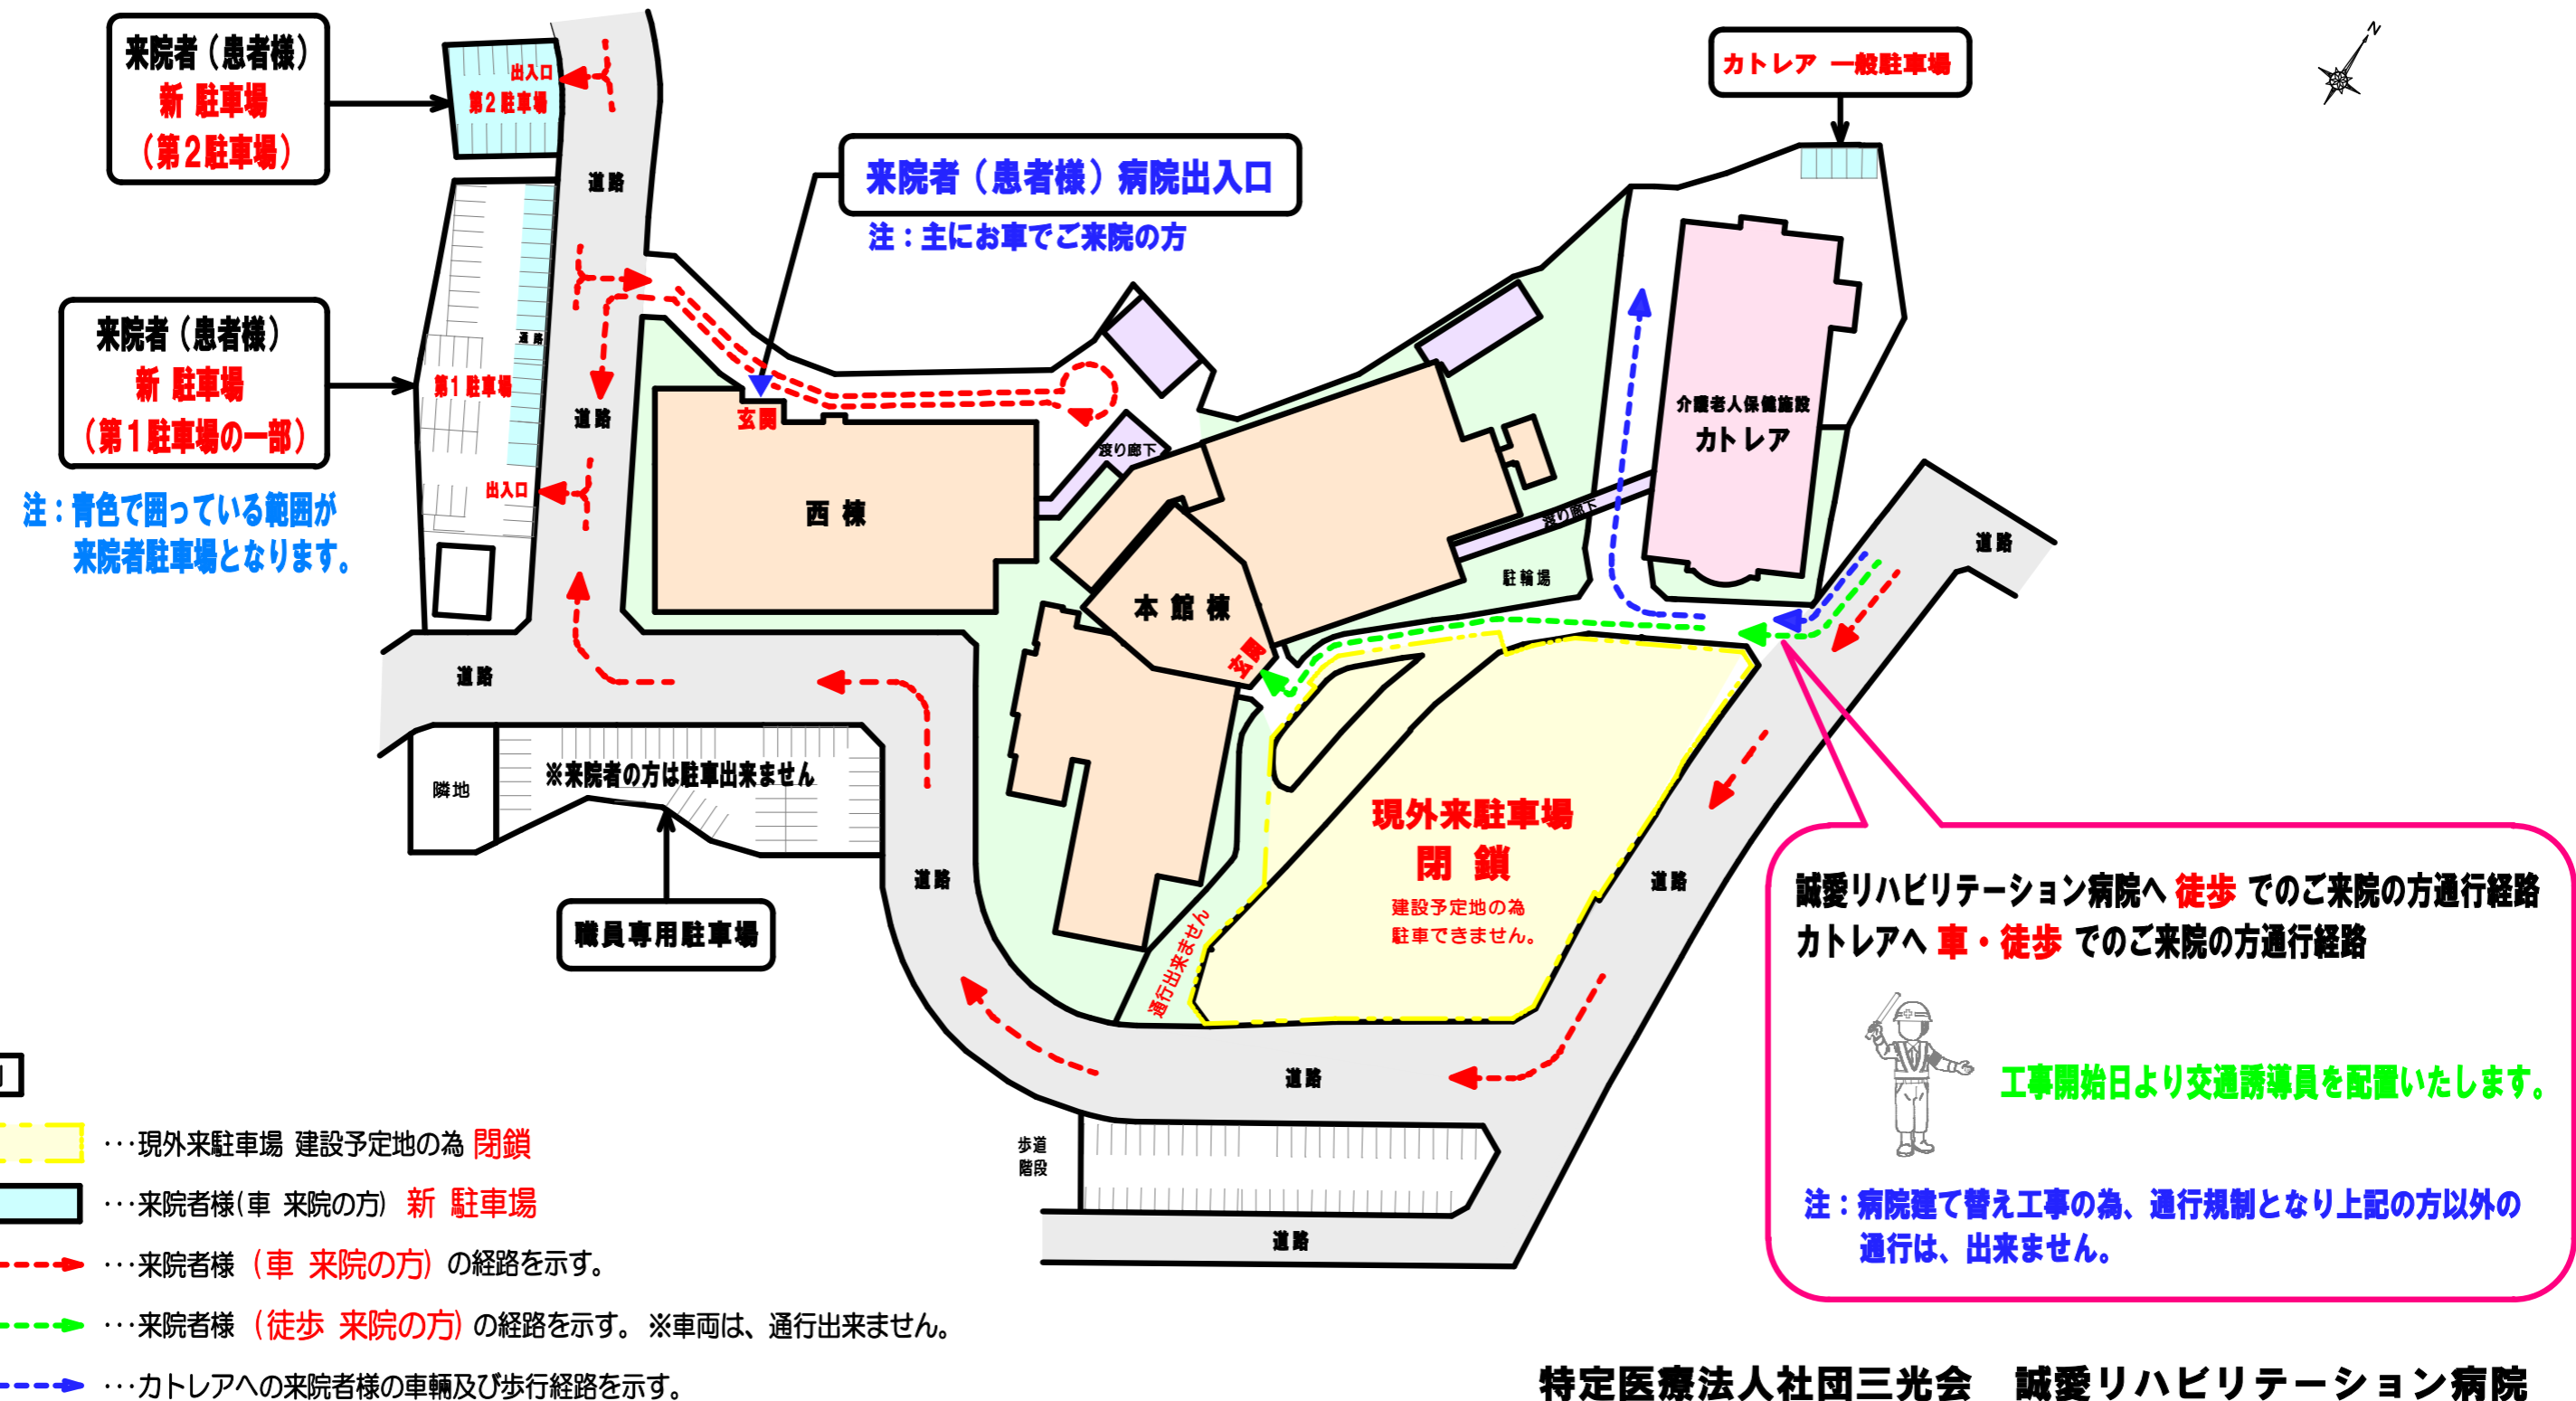 来院者（患者様）
新 駐車場
（第２駐車場）
出入口
第２駐車場
道路
来院者（患者様）病院出入口
注：主にお車でご来院の方
カトレア 一般駐車場
N
来院者（患者様）
新 駐車場
（第１駐車場の一部）
注：青色で囲っている範囲が
来院者駐車場となります。
通路
第１駐車場
出入口
道路
玄関
西棟
渡り廊下
本館棟
玄関
渡り廊下
駐輪場
介護老人保健施設
カトレア
道路
道路
隣地
※来院者の方は駐車出来ません
職員専用駐車場
道路
現外来駐車場
閉鎖
建設予定地の為
駐車できません。
通行出来ません
道路
道路
歩道
階段
道路
誠愛リハビリテーション病院へ 徒歩 でのご来院の方通行経路
カトレアへ 車・徒歩 でのご来院の方通行経路
工事開始日より交通誘導員を配置いたします。
注：病院建て替え工事の為、通行規制となり上記の方以外の
通行は、出来ません。
…現外来駐車場 建設予定地の為 閉鎖
…来院者様(車 来院の方) 新 駐車場
…来院者様（車 来院の方）の経路を示す。
…来院者様（徒歩 来院の方）の経路を示す。※車両は、通行出来ません。
…カトレアへの来院者様の車輌及び歩行経路を示す。
特定医療法人社団三光会 誠愛リハビリテーション病院